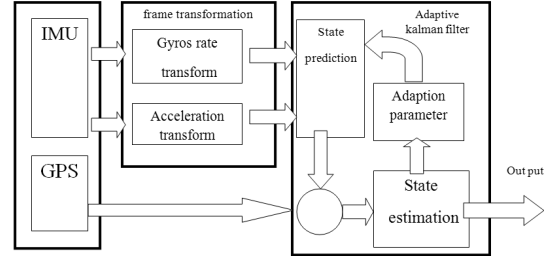 IMU
GPS
frame transformation
Gyros rate
transform
Acceleration
transform
State
prediction
Adaptive
kalman filter
Adaption
parameter
State
estimation
Out put